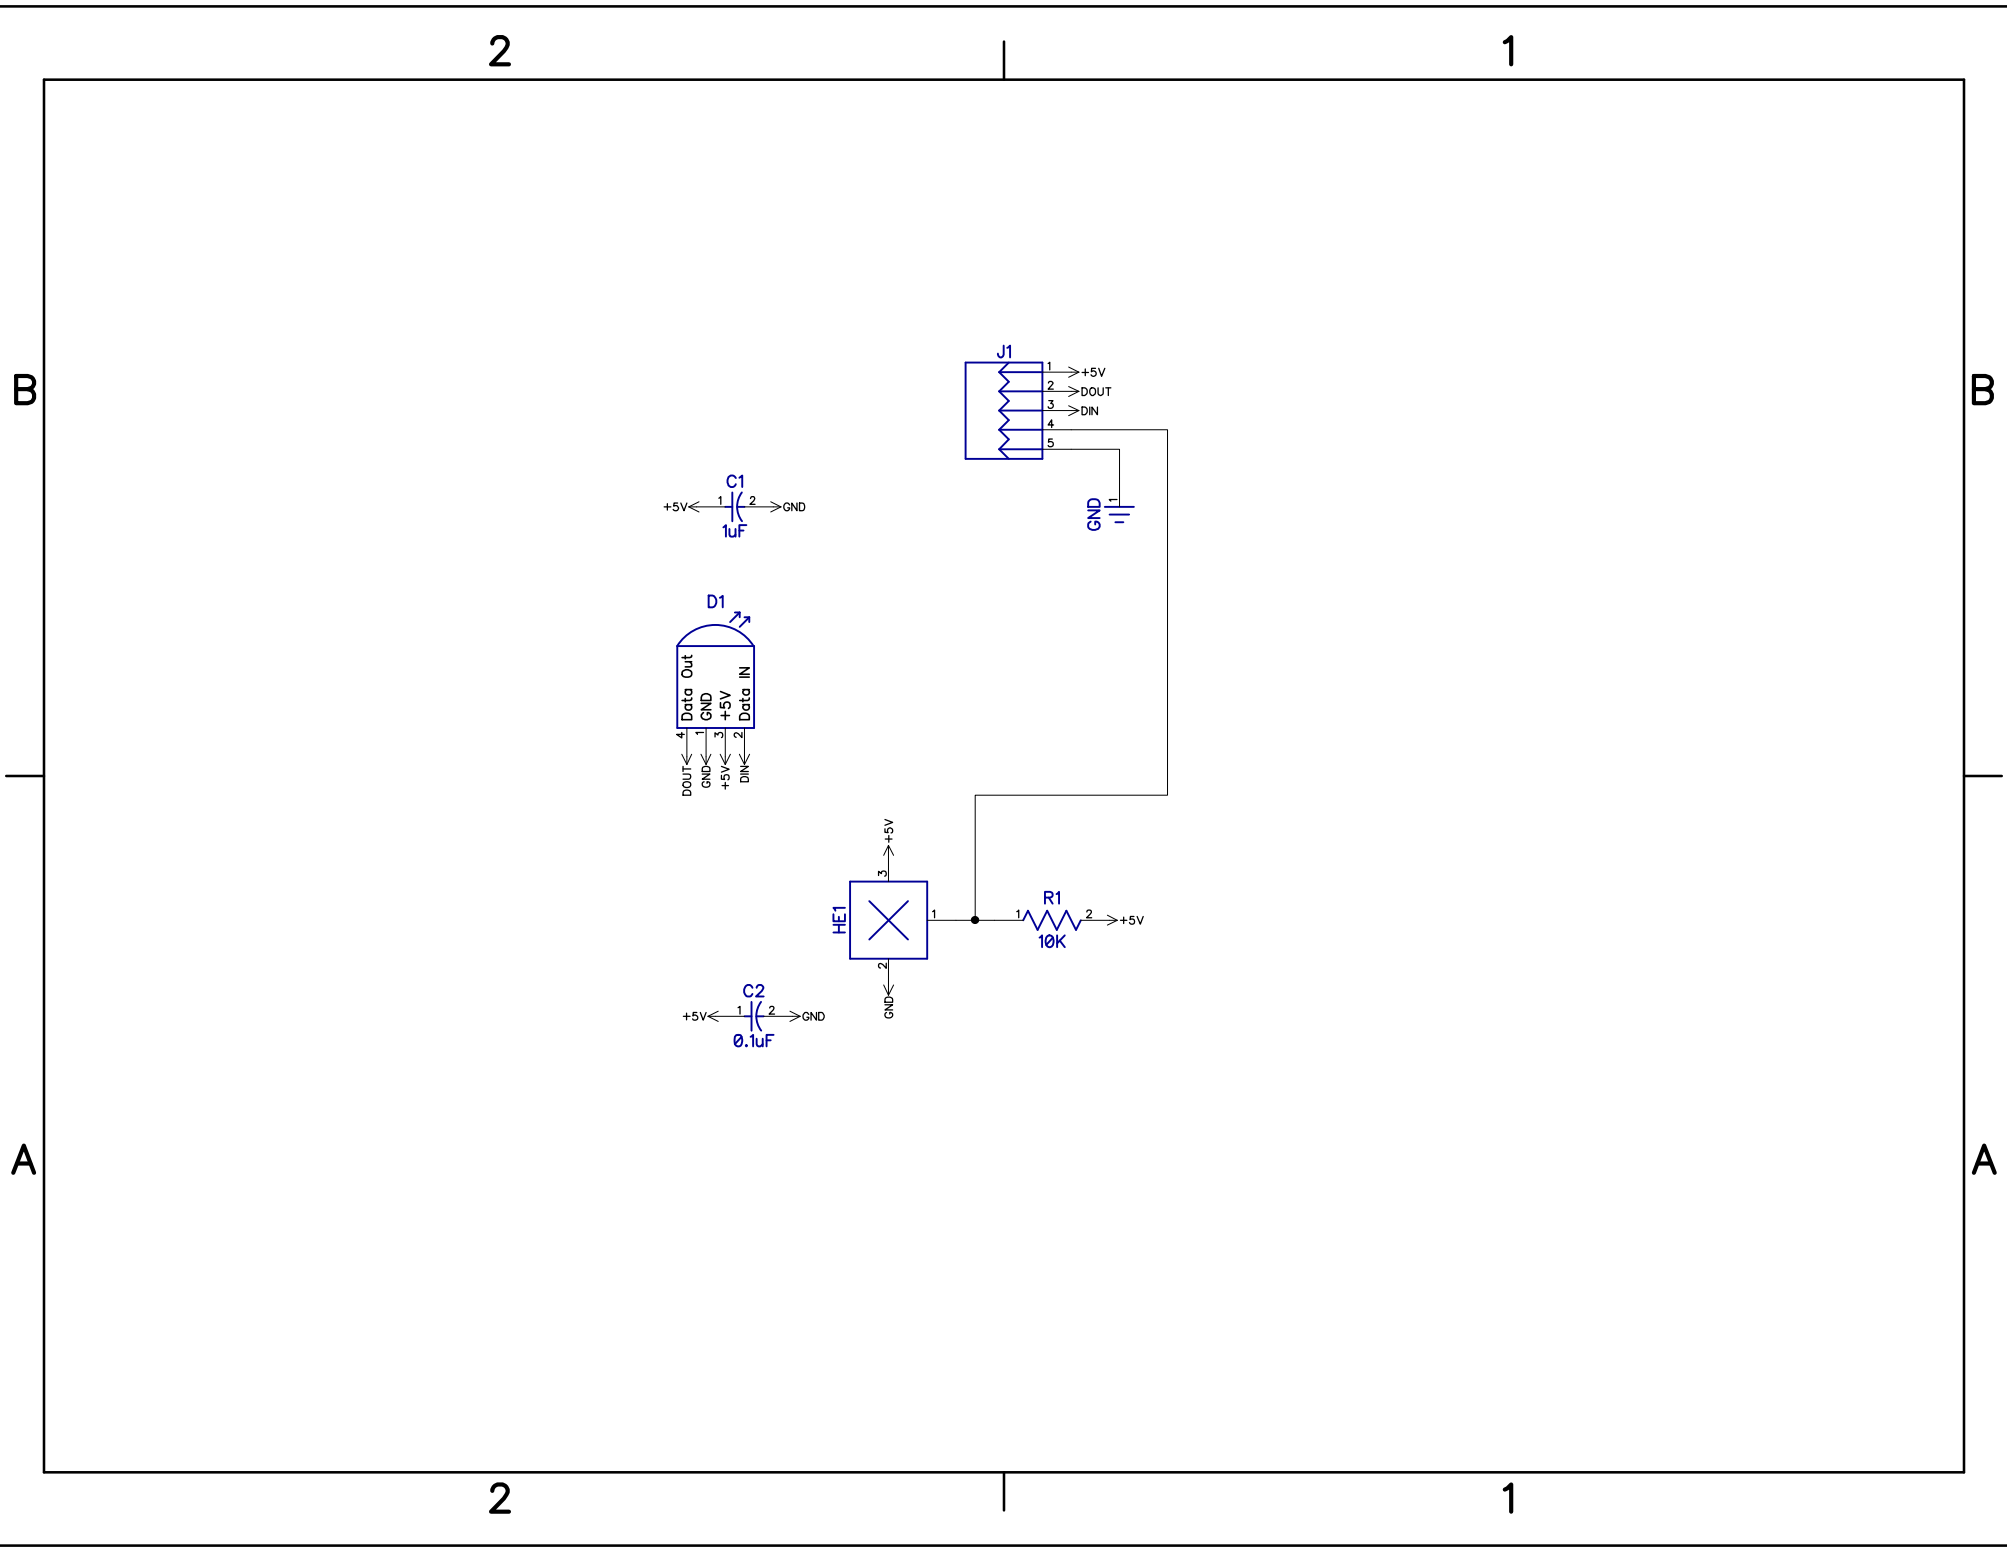 2 1
B B
J1
1 +5V
2 DOUT
3 DIN
4
5
C1
+5V 1 2 GND
1uF
GND 1
D1
Data Out
GND
+5V
Data IN
4 1 3 2
DOUT
GND
+5V
DIN
+5V
3
HE1
1
2
GND
R1
1 2 +5V
10K
C2
+5V 1 2 GND
0.1uF
A A
2 1